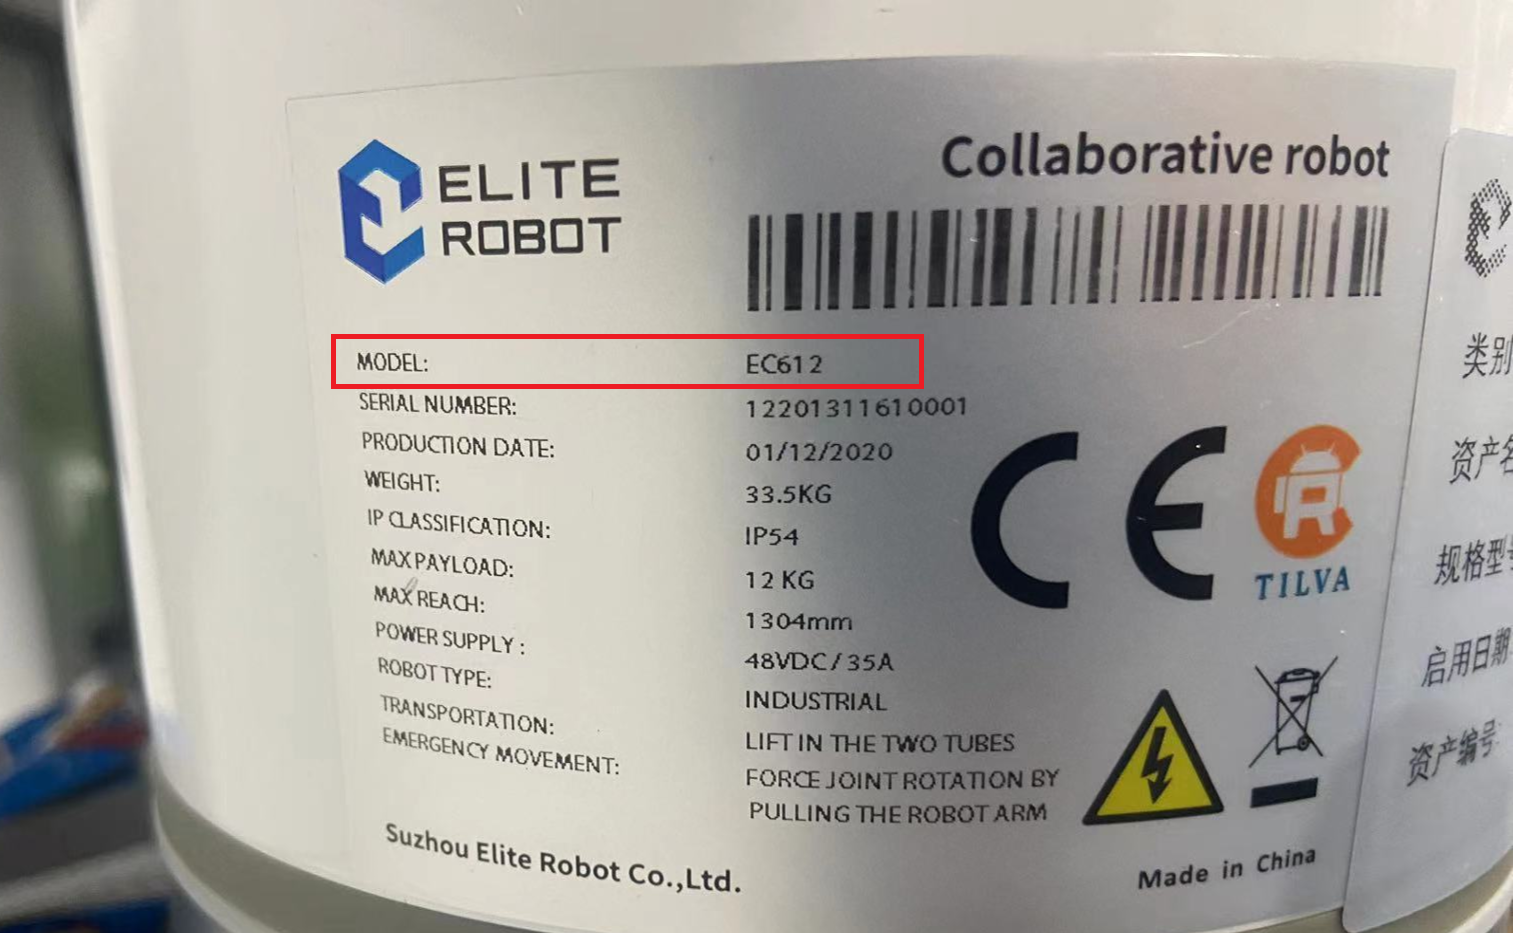 ELITE
ROBOT
Collaborative robot
MODEL: EC612
SERIAL NUMBER: 12201311610001
PRODUCTION DATE: 01/12/2020
WEIGHT: 33.5KG
IP CLASSIFICATION: IP54
MAX PAYLOAD: 12 KG
MAX REACH: 1304mm
POWER SUPPLY : 48VDC / 35A
ROBOT TYPE: INDUSTRIAL
TRANSPORTATION: LIFT IN THE TWO TUBES
EMERGENCY MOVEMENT: FORCE JOINT ROTATION BY
PULLING THE ROBOT ARM
CE
TILVA
Suzhou Elite Robot Co.,Ltd.
Made in China
类别
资产名
规格型号
启用日期
资产编号